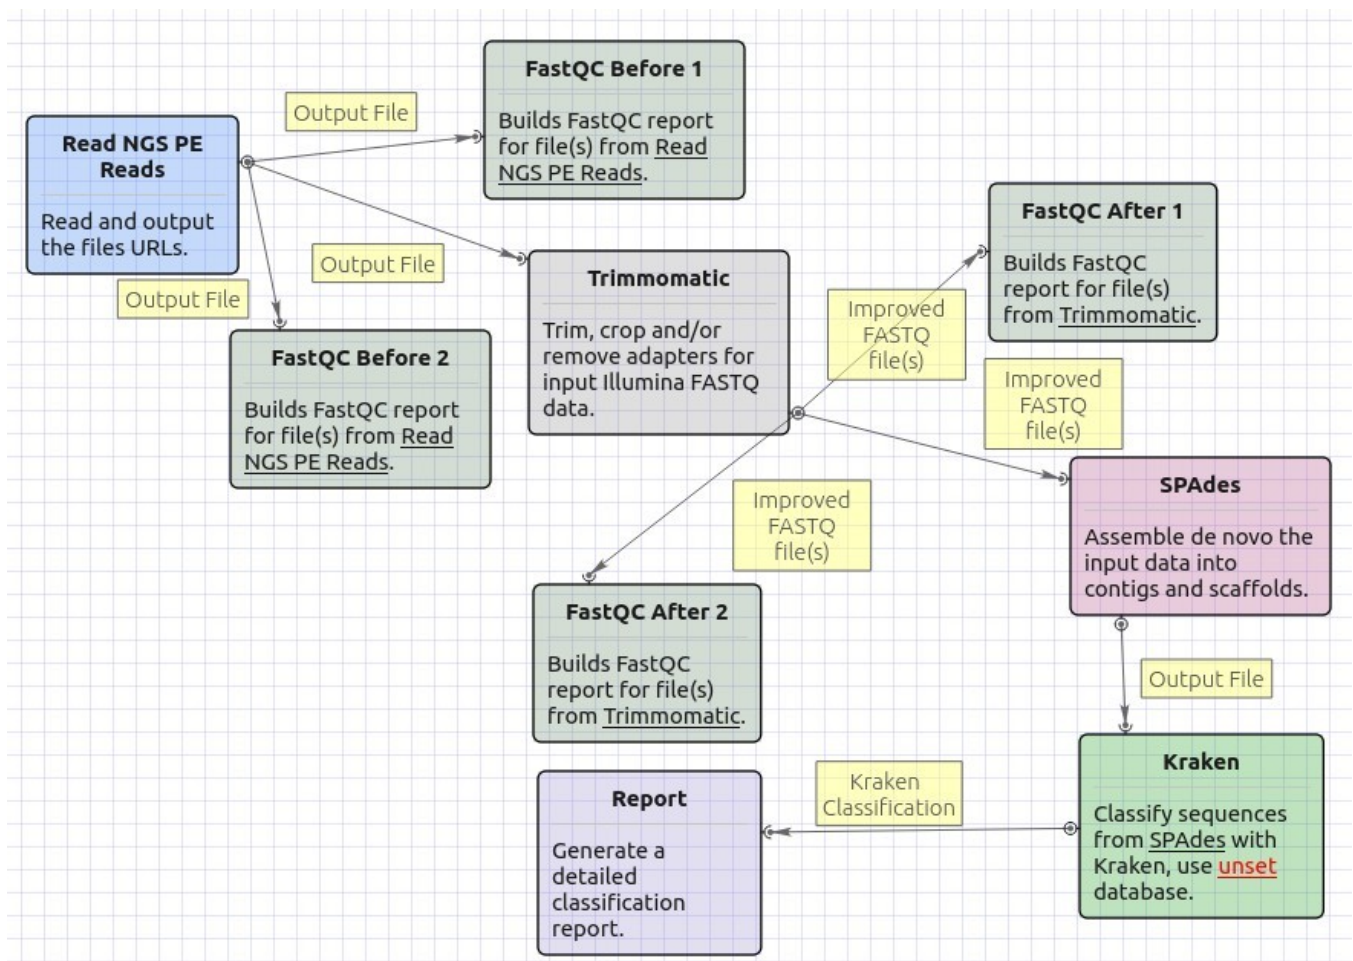 FastQC Before 1
Builds FastQC report
for file(s) from Read
NGS PE Reads.
Output File
Read NGS PE
Reads
Read and output
the files URLs.
Output File
Output File
FastQC Before 2
Builds FastQC report
for file(s) from Read
NGS PE Reads.
Trimmomatic
Trim, crop and/or
remove adapters for
input Illumina FASTQ
data.
FastQC After 1
Builds FastQC
report for file(s)
from Trimmomatic.
Improved
FASTQ
file(s)
Improved
FASTQ
file(s)
Improved
FASTQ
file(s)
SPAdes
Assemble de novo the
input data into
contigs and scaffolds.
FastQC After 2
Builds FastQC
report for file(s)
from Trimmomatic.
Output File
Kraken
Classify sequences
from SPAdes with
Kraken, use unset
database.
Kraken
Classification
Report
Generate a
detailed
classification
report.